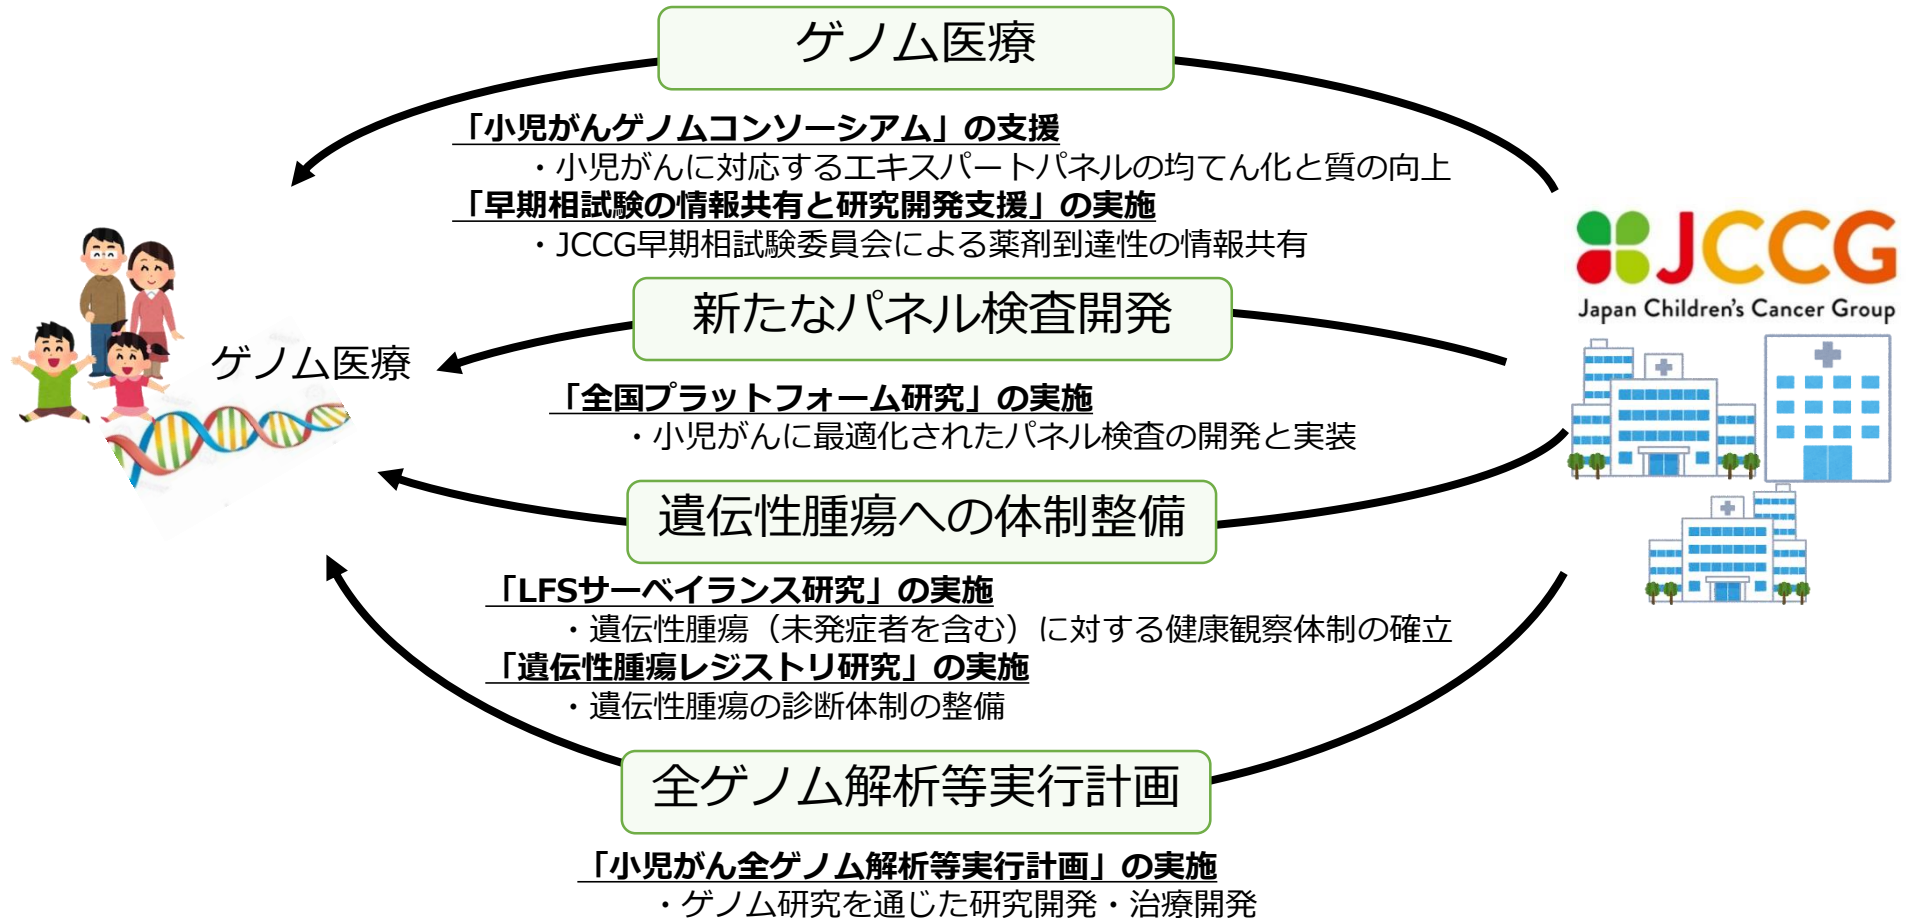 ゲノム医療
「小児がんゲノムコンソーシアム」の支援
・小児がんに対応するエキスパートパネルの均てん化と質の向上
「早期相試験の情報共有と研究開発支援」の実施
・JCCG早期相試験委員会による薬剤到達性の情報共有
JCCG
Japan Children's Cancer Group
新たなパネル検査開発
ゲノム医療
「全国プラットフォーム研究」の実施
・小児がんに最適化されたパネル検査の開発と実装
遺伝性腫瘍への体制整備
「LFSサーベイランス研究」の実施
・遺伝性腫瘍（未発症者を含む）に対する健康観察体制の確立
「遺伝性腫瘍レジストリ研究」の実施
・遺伝性腫瘍の診断体制の整備
全ゲノム解析等実行計画
「小児がん全ゲノム解析等実行計画」の実施
・ゲノム研究を通じた研究開発・治療開発